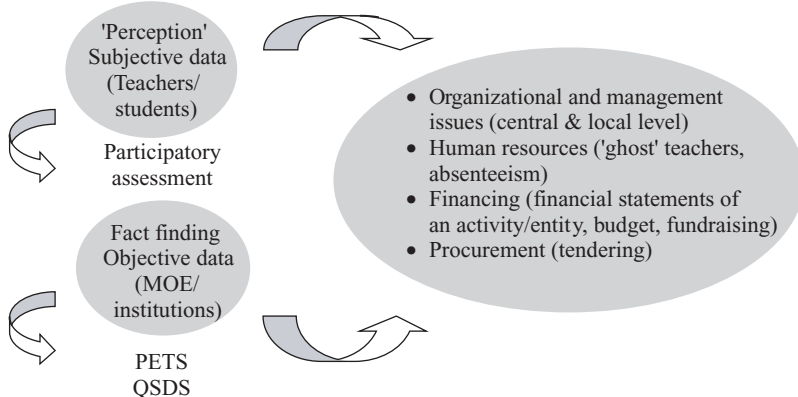 'Perception'
Subjective data
(Teachers/
students)
Participatory
assessment
Fact finding
Objective data
(MOE/
institutions)
PETS
QSDS
• Organizational and management
issues (central & local level)
• Human resources ('ghost' teachers,
absenteeism)
• Financing (financial statements of
an activity/entity, budget, fundraising)
• Procurement (tendering)